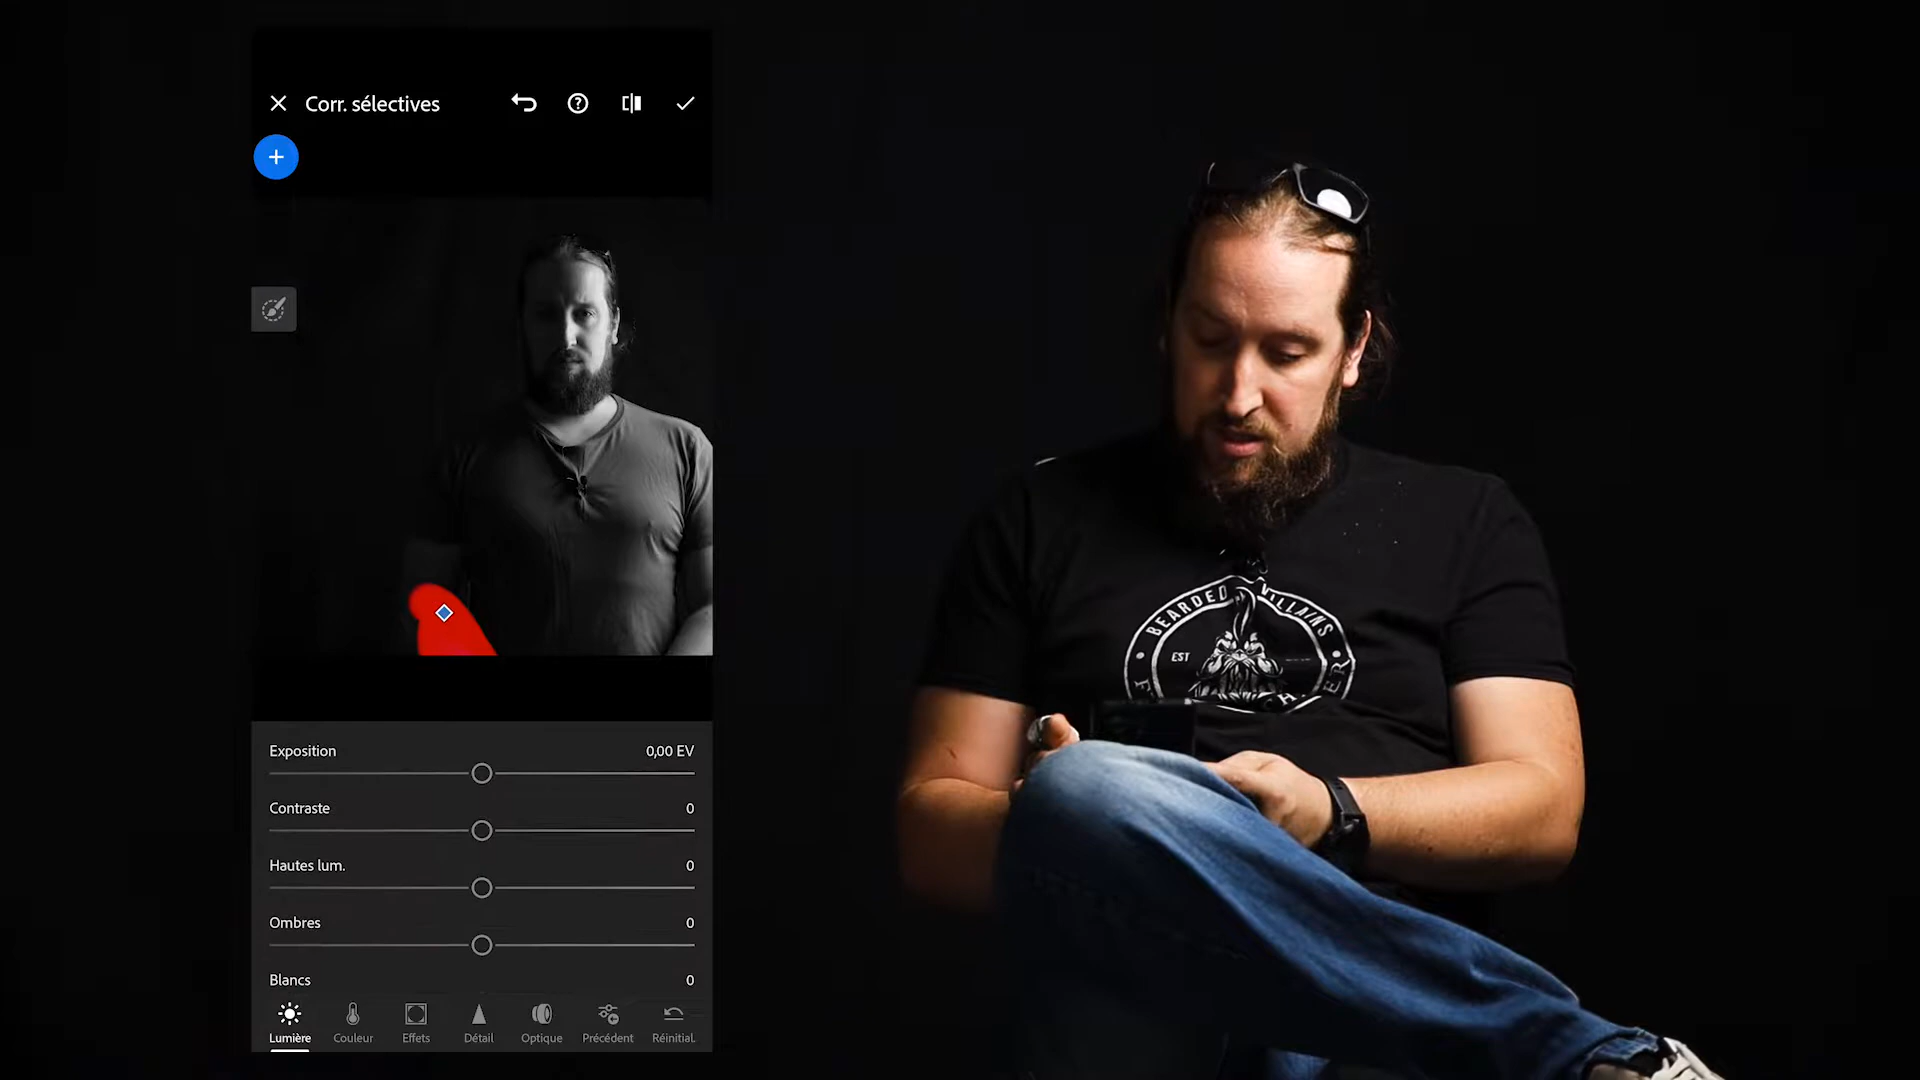 Corr. sélectives
Exposition 0,00 EV
Contraste 0
Hautes lum. 0
Ombres 0
Blancs 0
Lumière Couleur Effets Détail Optique Précédent Réinitial.
BEARDED VILLAINS
EST